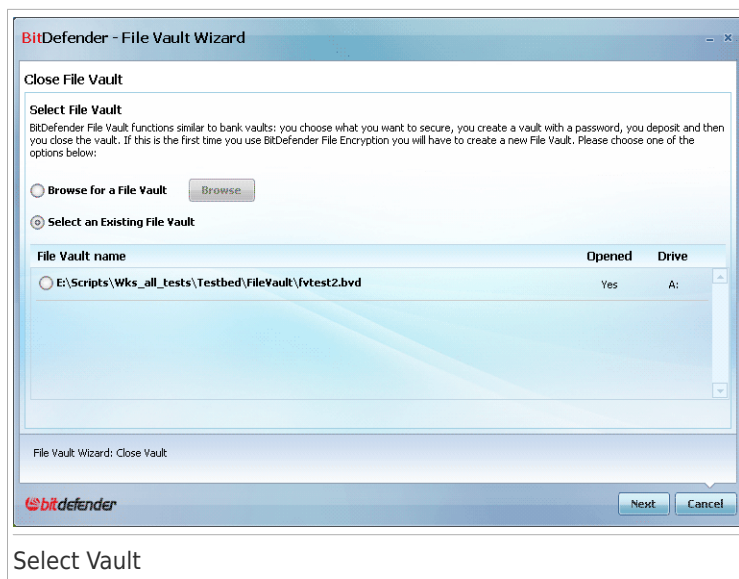 BitDefender - File Vault Wizard
Close File Vault
Select File Vault
BitDefender File Vault functions similar to bank vaults: you choose what you want to secure, you create a vault with a password, you deposit and then
you close the vault. If this is the first time you use BitDefender File Encryption you will have to create a new File Vault. Please choose one of the
options below:
Browse for a File Vault Browse
Select an Existing File Vault
File Vault name Opened Drive
E:\Scripts\Wks_all_tests\Testbed\FileVault\fvtest2.bvd Yes A:
File Vault Wizard: Close Vault
bitdefender Next Cancel
Select Vault